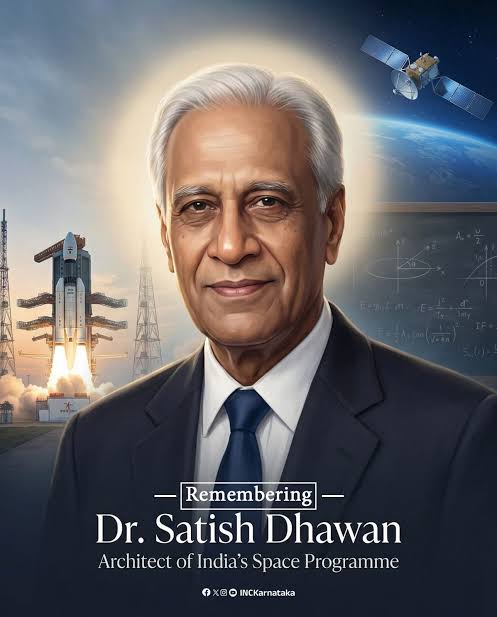 Remembering
Dr. Satish Dhawan
Architect of India's Space Programme
INCKarnataka